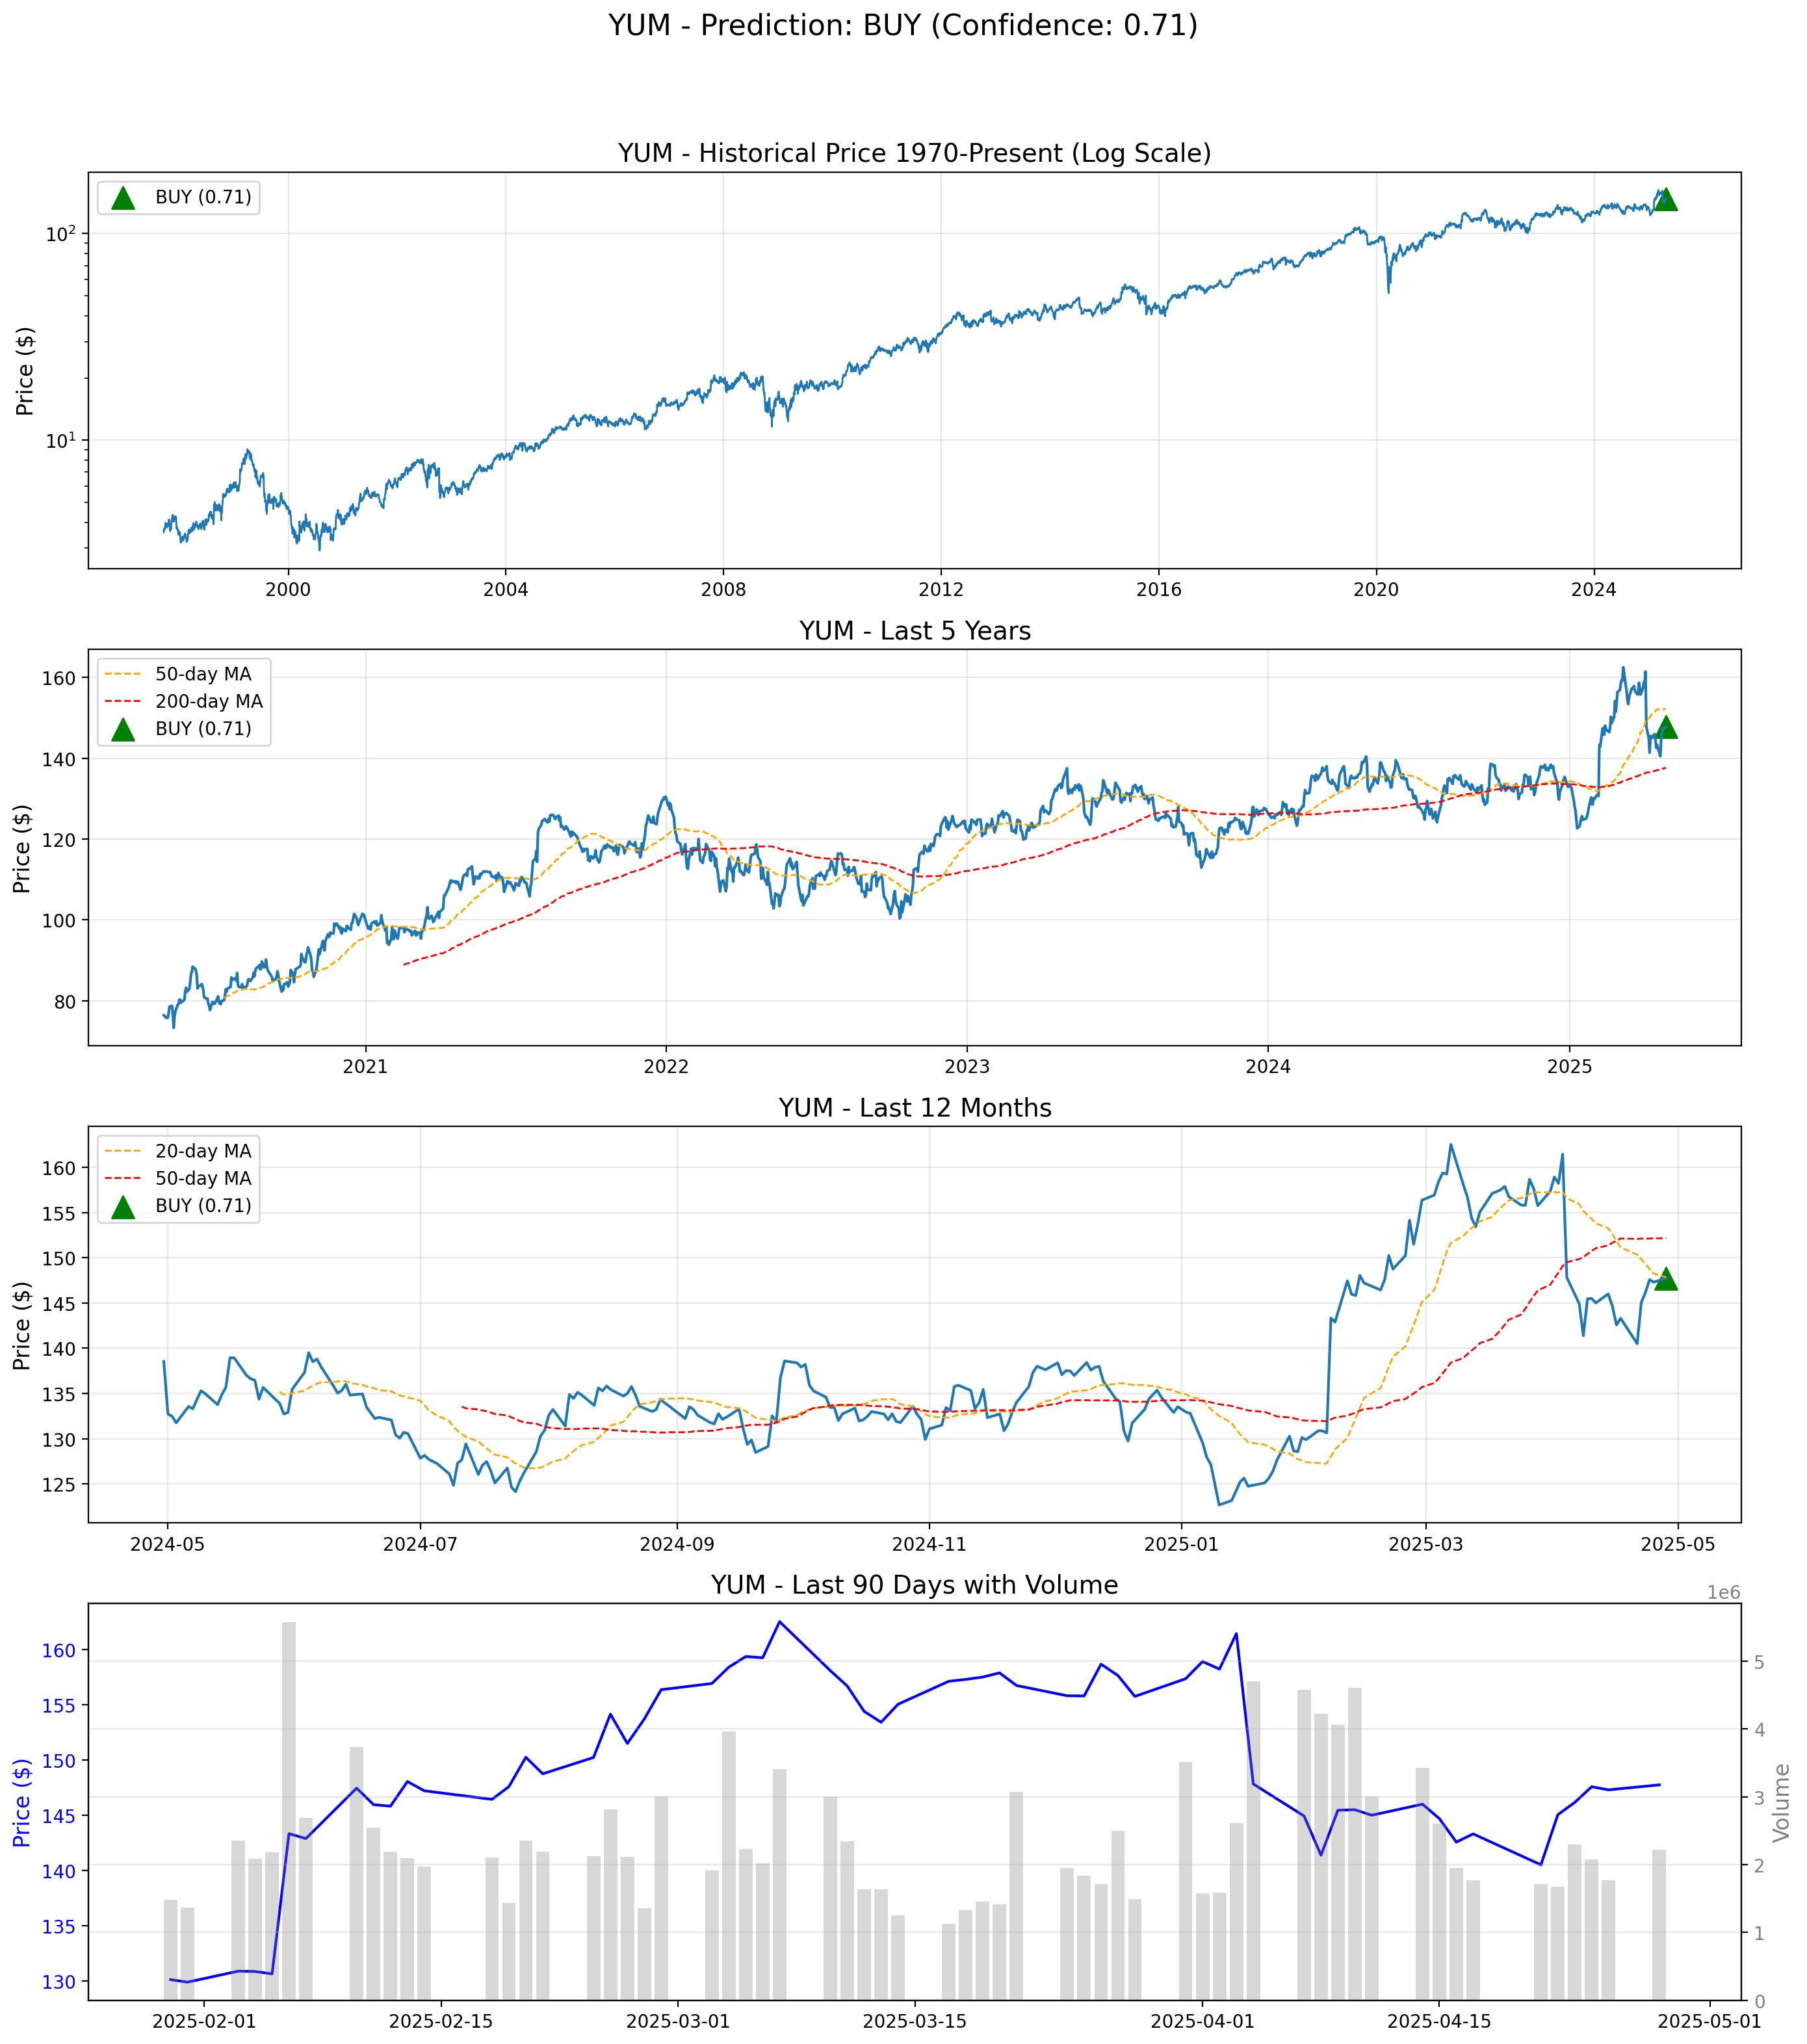 YUM - Prediction: BUY (Confidence: 0.71)
YUM - Historical Price 1970-Present (Log Scale)
BUY (0.71)
10²
10¹
Price ($)
2000 2004 2008 2012 2016 2020 2024
YUM - Last 5 Years
50-day MA
200-day MA
BUY (0.71)
160
140
120
100
80
Price ($)
2021 2022 2023 2024 2025
YUM - Last 12 Months
20-day MA
50-day MA
BUY (0.71)
160
155
150
145
140
135
130
125
Price ($)
2024-05 2024-07 2024-09 2024-11 2025-01 2025-03 2025-05
YUM - Last 90 Days with Volume
1e6
160
155
150
145
140
135
130
Price ($)
5
4
3
2
1
0
Volume
2025-02-01 2025-02-15 2025-03-01 2025-03-15 2025-04-01 2025-04-15 2025-05-01